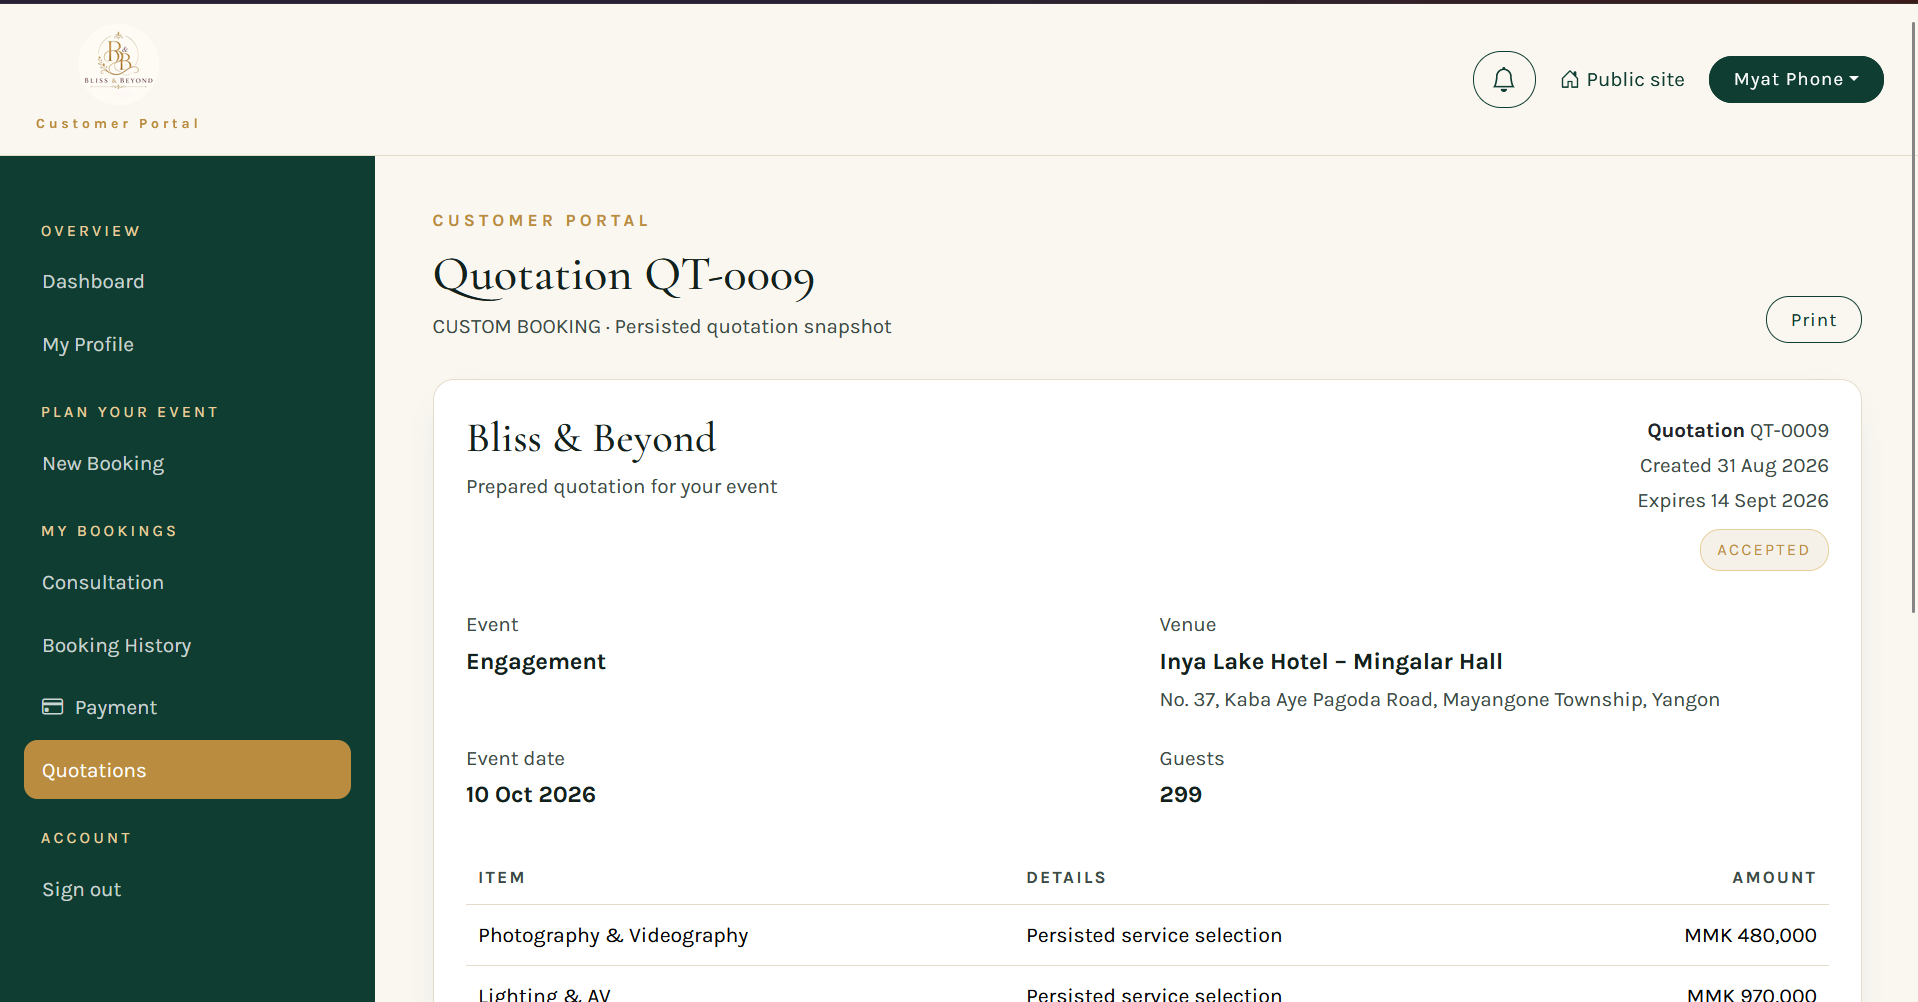 B&B
BLISS & BEYOND
Customer Portal
Public site
Myat Phone
OVERVIEW
Dashboard
My Profile
PLAN YOUR EVENT
New Booking
MY BOOKINGS
Consultation
Booking History
Payment
Quotations
ACCOUNT
Sign out
CUSTOMER PORTAL
Quotation QT-0009
CUSTOM BOOKING · Persisted quotation snapshot
Print
Bliss & Beyond
Prepared quotation for your event
Quotation QT-0009
Created 31 Aug 2026
Expires 14 Sept 2026
ACCEPTED
Event
Engagement
Venue
Inya Lake Hotel – Mingalar Hall
No. 37, Kaba Aye Pagoda Road, Mayangone Township, Yangon
Event date
10 Oct 2026
Guests
299
ITEM DETAILS AMOUNT
Photography & Videography Persisted service selection MMK 480,000
Lighting & AV Persisted service selection MMK 970,000